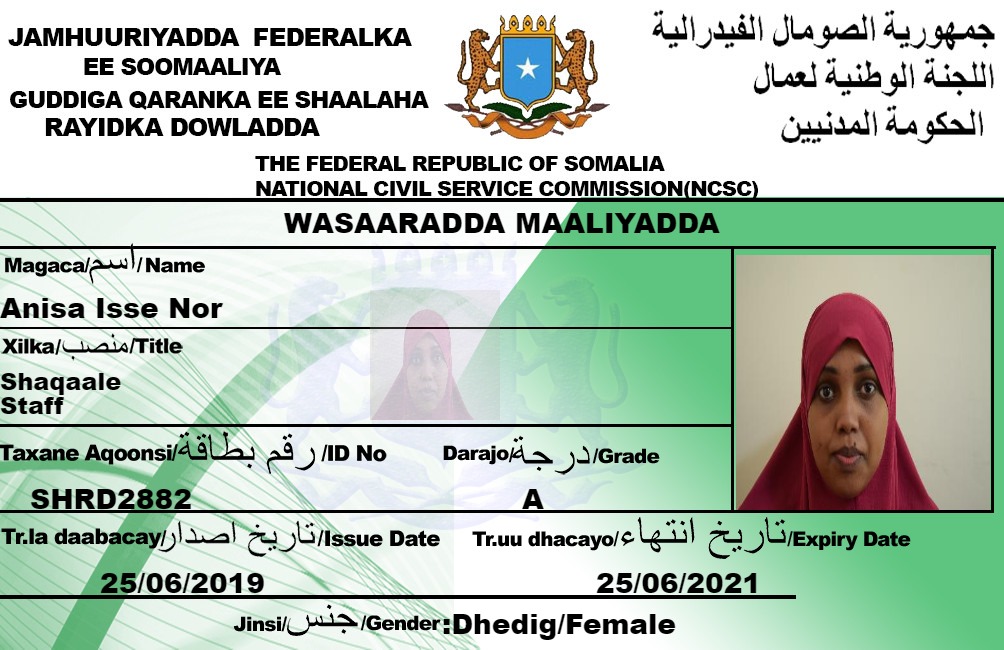 JAMHUURIYADDA FEDERALKA
EE SOOMAALIYA
GUDDIGA QARANKA EE SHAALAHA
RAYIDKA DOWLADDA
جمهورية الصومال الفيدرالية
اللجنة الوطنية لعمال
الحكومة المدنيين
THE FEDERAL REPUBLIC OF SOMALIA
NATIONAL CIVIL SERVICE COMMISSION(NCSC)
WASAARADDA MAALIYADDA
Magaca/اسم/Name
Anisa Isse Nor
Xilka/منصب/Title
Shaqaale
Staff
Taxane Aqoonsi/رقم بطاقة/ID No
Darajo/درجة/Grade
SHRD2882
A
Tr.la daabacay/تاريخ اصدار/Issue Date
Tr.uu dhacayo/تاريخ انتهاء/Expiry Date
25/06/2019
25/06/2021
Jinsi/جنس/Gender:Dhedig/Female